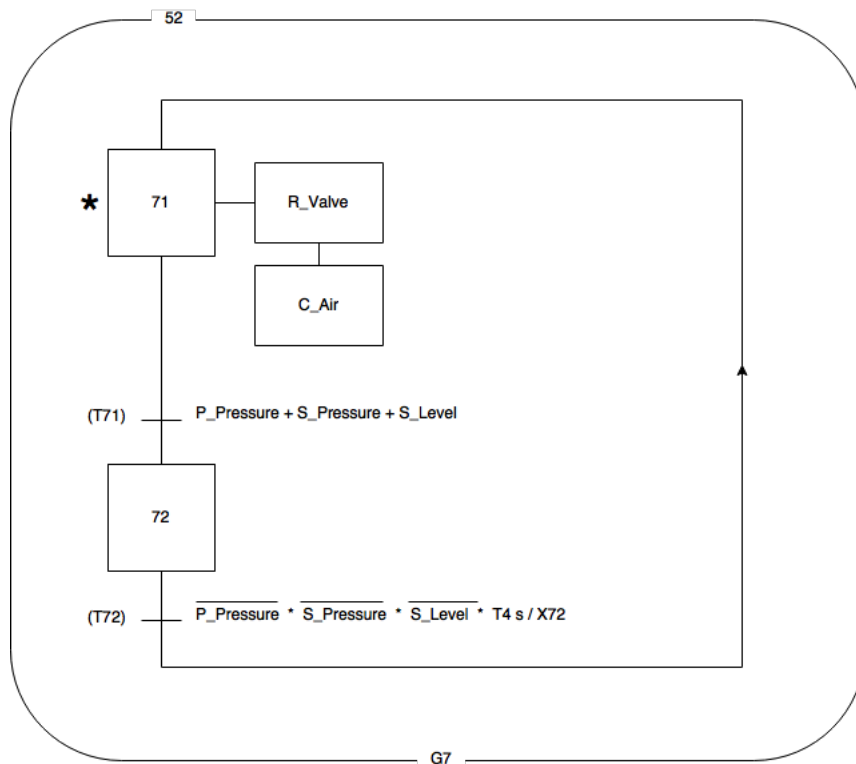 52
*
71
R_Valve
C_Air
(T71)
P_Pressure + S_Pressure + S_Level
72
(T72)
P_Pressure * S_Pressure * S_Level * T4 s / X72
G7